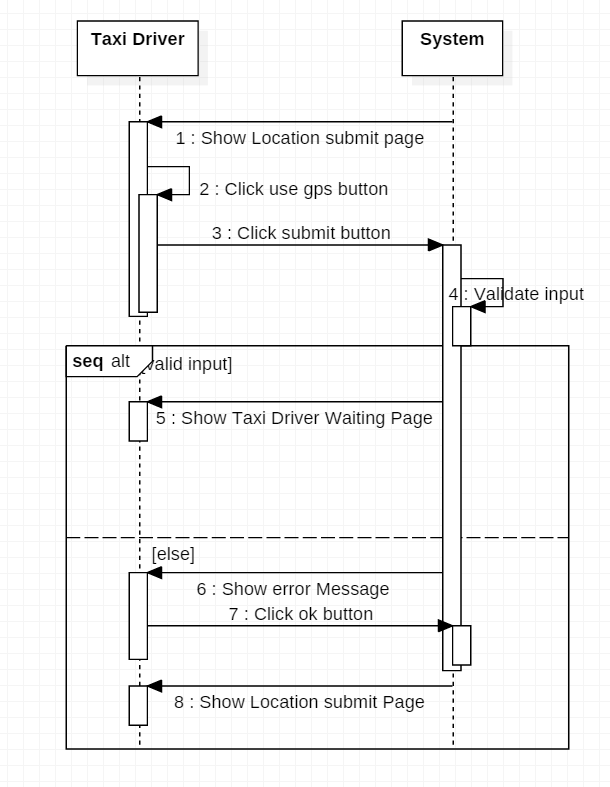 Taxi Driver
System
1 : Show Location submit page
2 : Click use gps button
3 : Click submit button
4 : Validate input
seq alt
[valid input]
5 : Show Taxi Driver Waiting Page
[else]
6 : Show error Message
7 : Click ok button
8 : Show Location submit Page